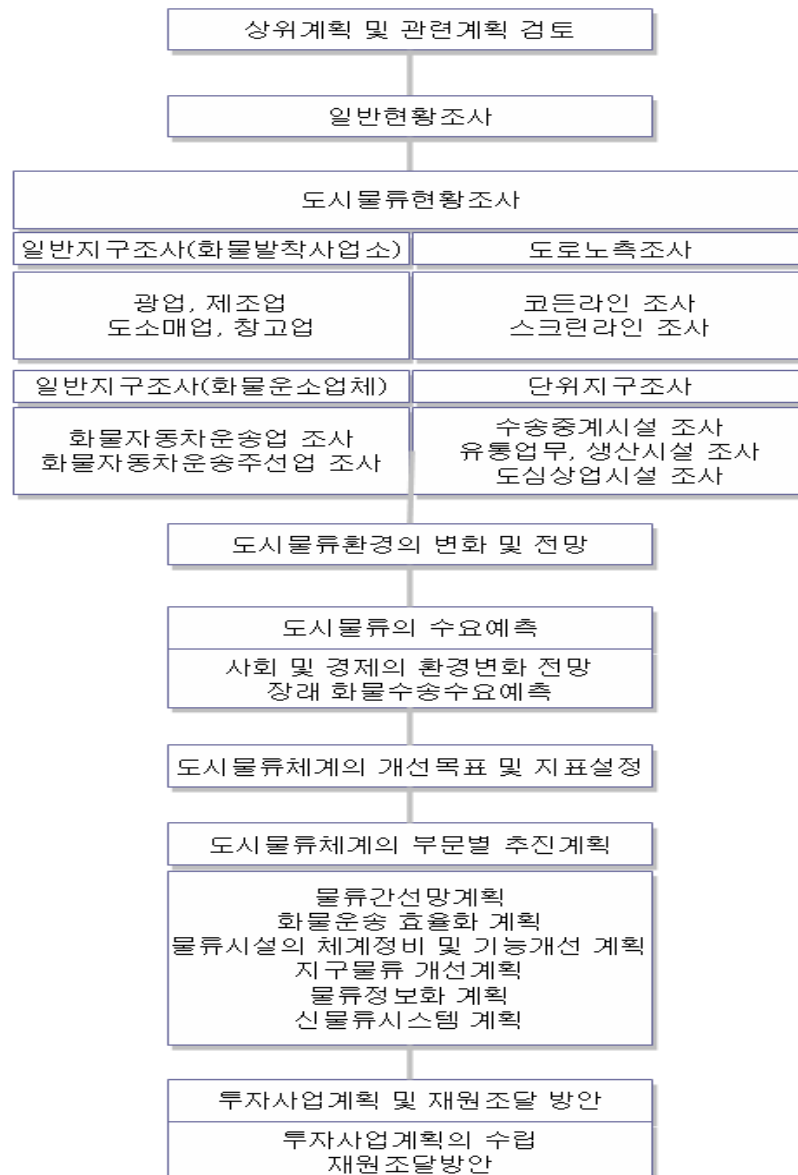 상위계획 및 관련계획 검토
일반현황조사
도시물류현황조사
일반지구조사(화물발착사업소)
도로노측조사
광업, 제조업
도소매업, 창고업
코든라인 조사
스크린라인 조사
일반지구조사(화물운소업체)
단위지구조사
화물자동차운송업 조사
화물자동차운송주선업 조사
수송중계시설 조사
유통업무, 생산시설 조사
도심상업시설 조사
도시물류환경의 변화 및 전망
도시물류의 수요예측
사회 및 경제의 환경변화 전망
장래 화물수송수요예측
도시물류체계의 개선목표 및 지표설정
도시물류체계의 부문별 추진계획
물류간선망계획
화물운송 효율화 계획
물류시설의 체계정비 및 기능개선 계획
지구물류 개선계획
물류정보화 계획
신물류시스템 계획
투자사업계획 및 재원조달 방안
투자사업계획의 수립
재원조달방안